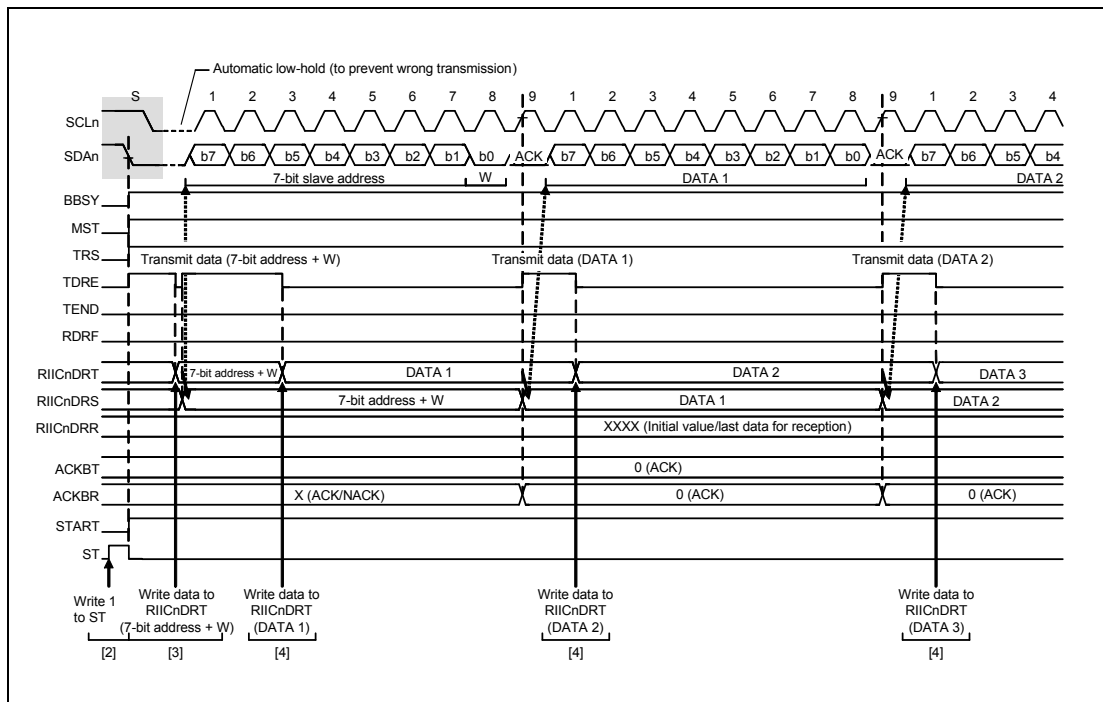 Automatic low-hold (to prevent wrong transmission)
S 1 2 3 4 5 6 7 8 9 1 2 3 4 5 6 7 8 9 1 2 3 4
SCLn
SDAn b7 b6 b5 b4 b3 b2 b1 b0 ACK b7 b6 b5 b4 b3 b2 b1 b0 ACK b7 b6 b5 b4
7-bit slave address W DATA 1 DATA 2
BBSY
MST
TRS
Transmit data (7-bit address + W) Transmit data (DATA 1) Transmit data (DATA 2)
TDRE
TEND
RDRF
RIICnDRT 7-bit address + W DATA 1 DATA 2 DATA 3
RIICnDRS 7-bit address + W DATA 1 DATA 2
RIICnDRR XXXX (Initial value/last data for reception)
ACKBT 0 (ACK)
ACKBR X (ACK/NACK) 0 (ACK) 0 (ACK)
START
ST
Write 1
to ST
Write data to
RIICnDRT
(7-bit address + W)
Write data to
RIICnDRT
(DATA 1)
Write data to
RIICnDRT
(DATA 2)
Write data to
RIICnDRT
(DATA 3)
[2] [3] [4] [4] [4]